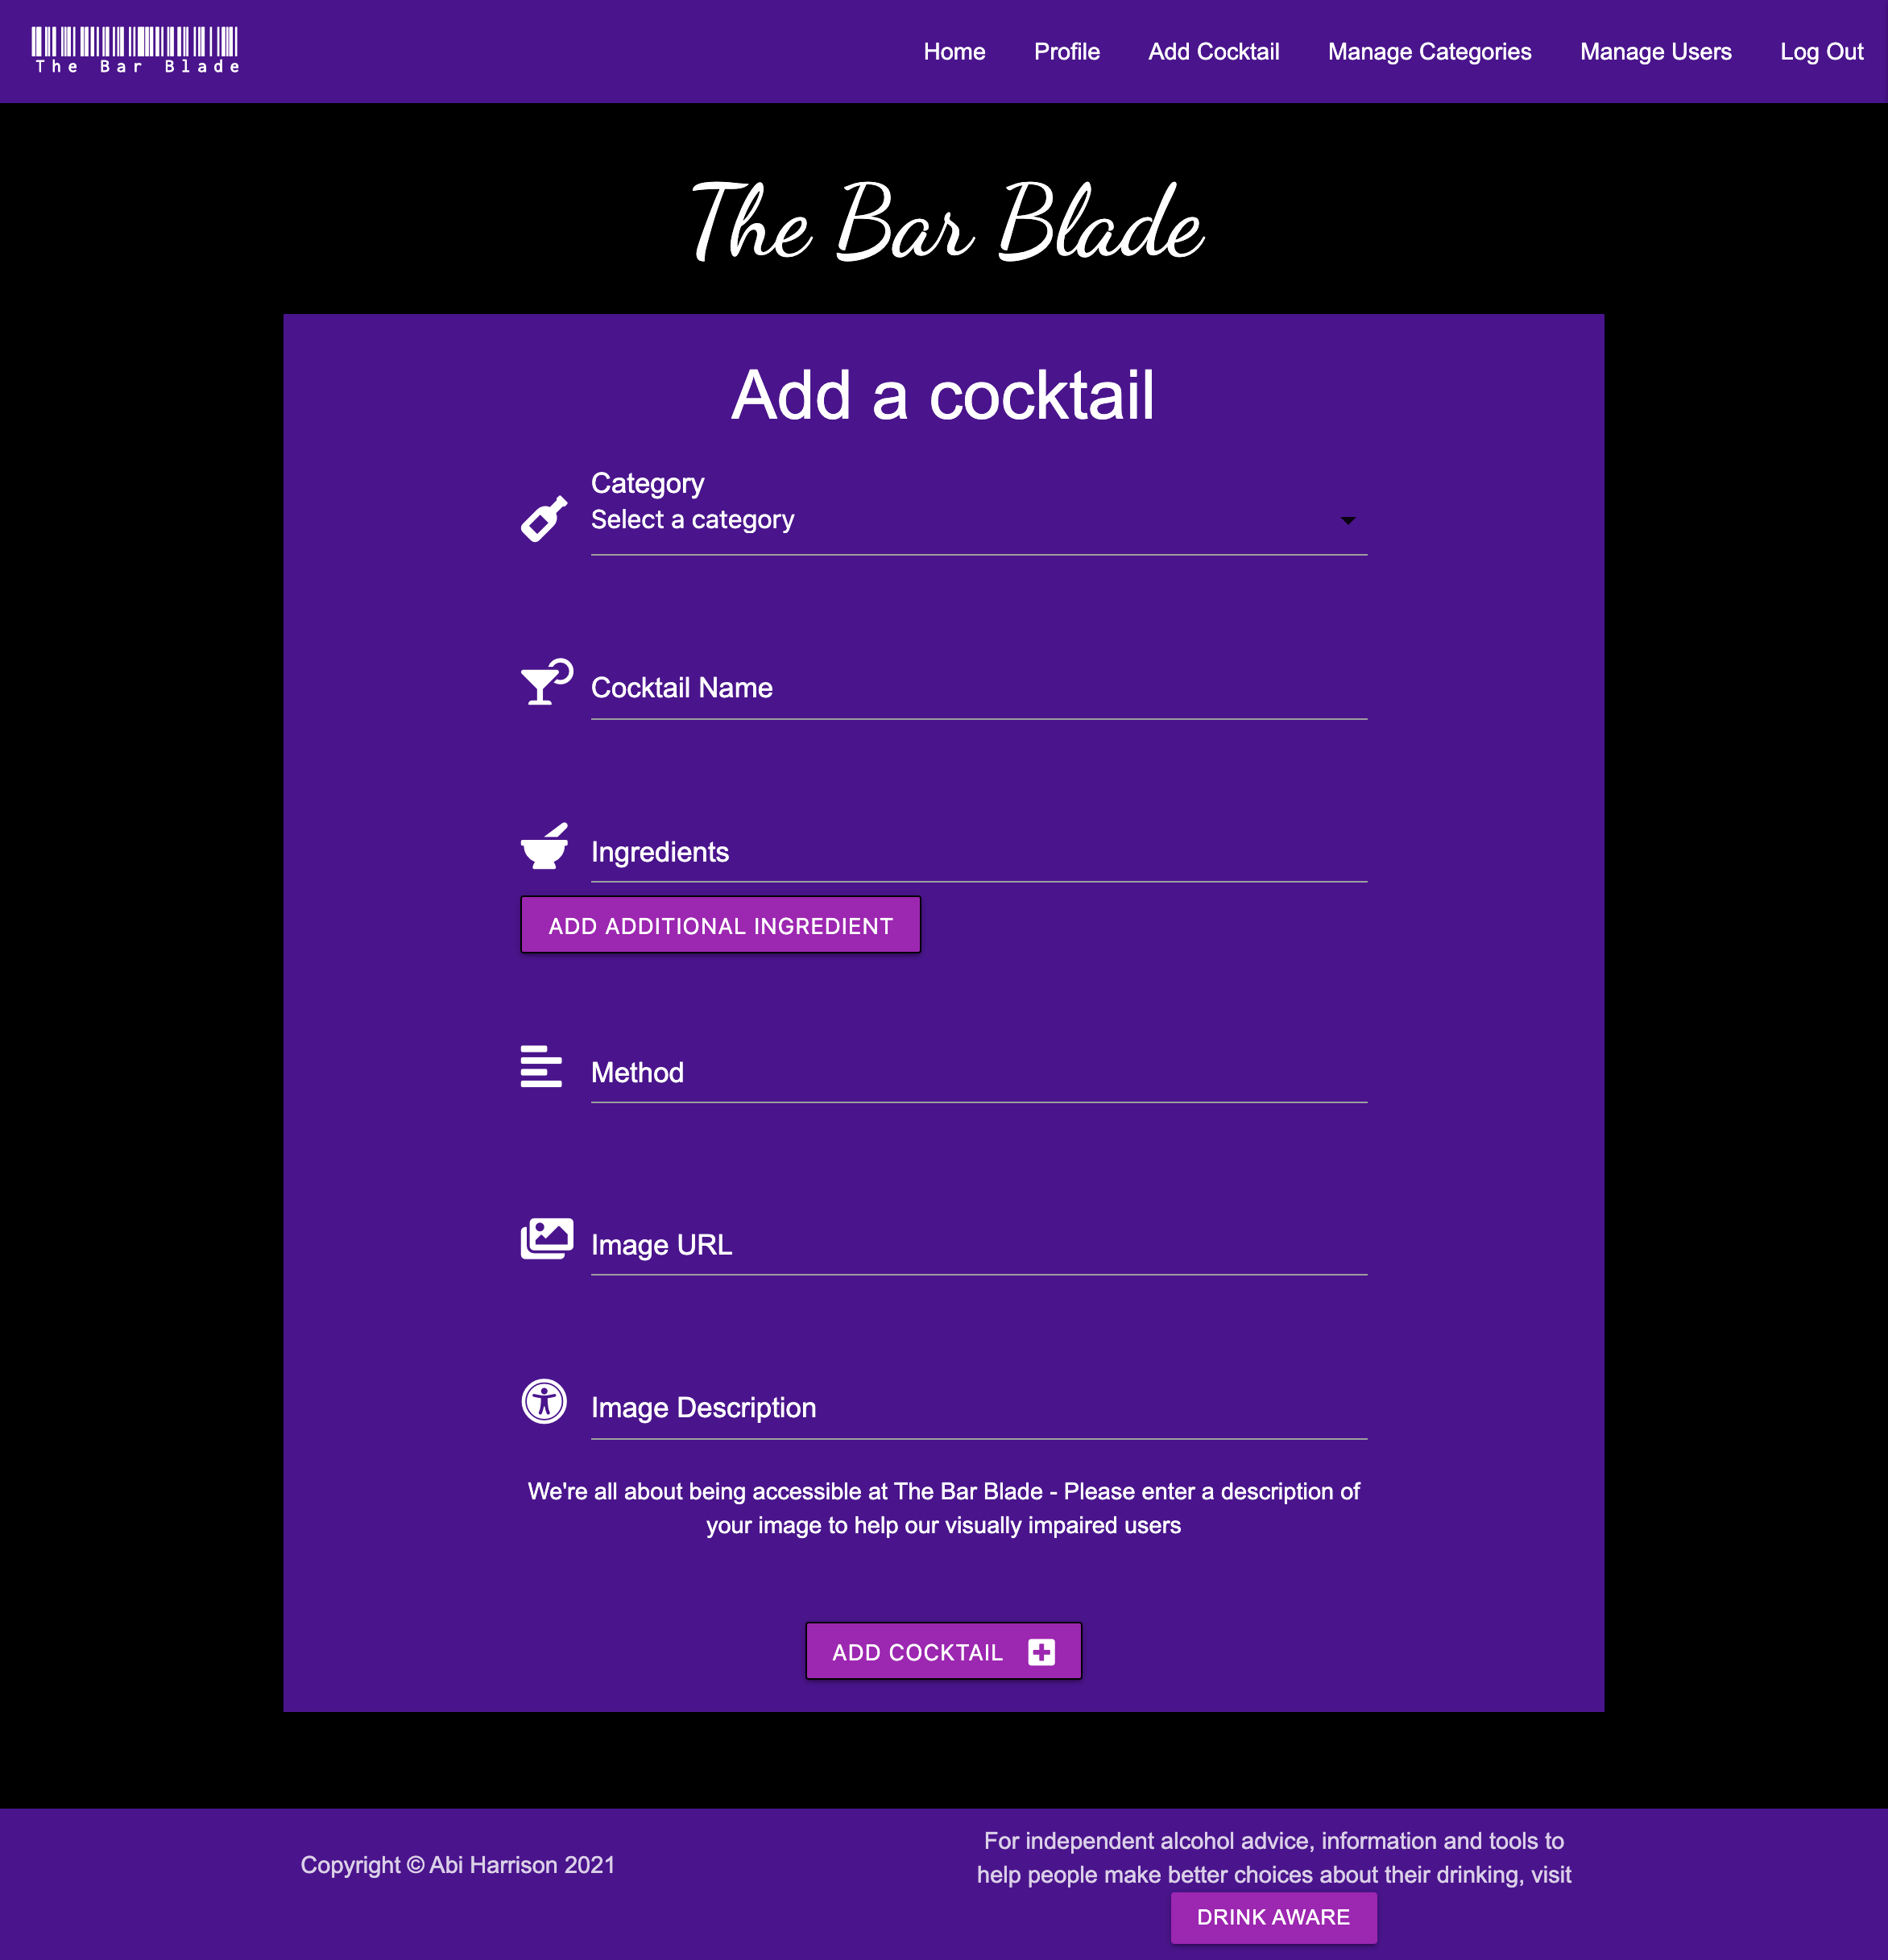 The Bar Blade
Home Profile Add Cocktail Manage Categories Manage Users Log Out
The Bar Blade
Add a cocktail
Category
Select a category
Cocktail Name
Ingredients
ADD ADDITIONAL INGREDIENT
Method
Image URL
Image Description
We're all about being accessible at The Bar Blade - Please enter a description of
your image to help our visually impaired users
ADD COCKTAIL
Copyright © Abi Harrison 2021
For independent alcohol advice, information and tools to
help people make better choices about their drinking, visit
DRINK AWARE